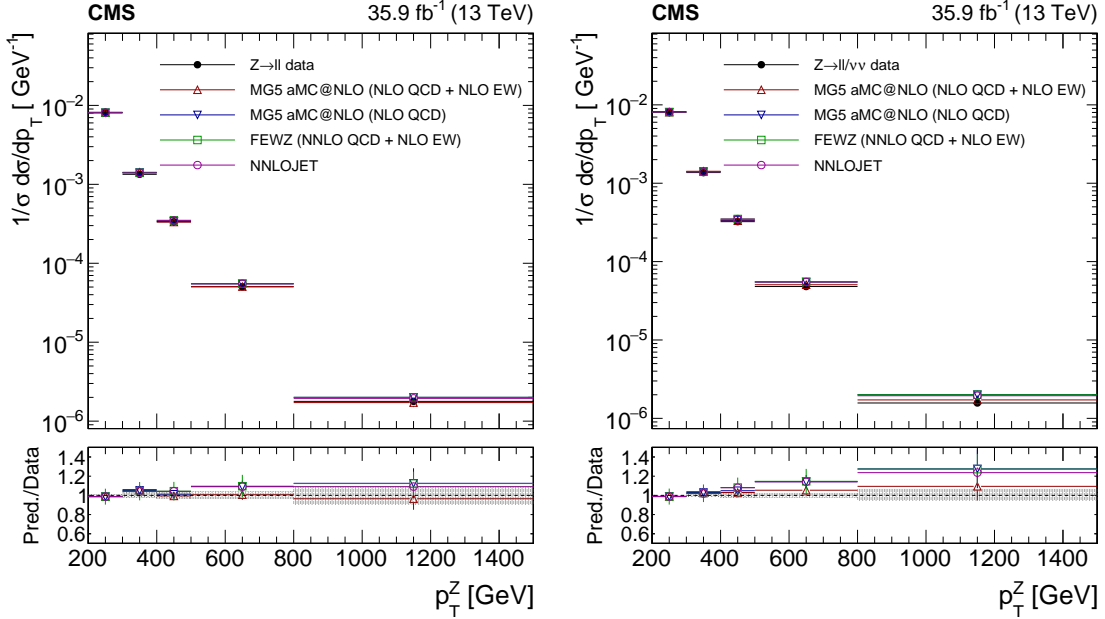 CMS 35.9 fb⁻¹ (13 TeV)
1/σ dσ/dp_T [ GeV⁻¹]
Z→ll data
MG5 aMC@NLO (NLO QCD + NLO EW)
MG5 aMC@NLO (NLO QCD)
FEWZ (NNLO QCD + NLO EW)
NNLOJET
10⁻²
10⁻³
10⁻⁴
10⁻⁵
10⁻⁶
Pred./Data
1.4
1.2
1
0.8
0.6
200 400 600 800 1000 1200 1400
p_T^Z [GeV]
CMS 35.9 fb⁻¹ (13 TeV)
1/σ dσ/dp_T [ GeV⁻¹]
Z→ll/νν data
MG5 aMC@NLO (NLO QCD + NLO EW)
MG5 aMC@NLO (NLO QCD)
FEWZ (NNLO QCD + NLO EW)
NNLOJET
10⁻²
10⁻³
10⁻⁴
10⁻⁵
10⁻⁶
Pred./Data
1.4
1.2
1
0.8
0.6
200 400 600 800 1000 1200 1400
p_T^Z [GeV]